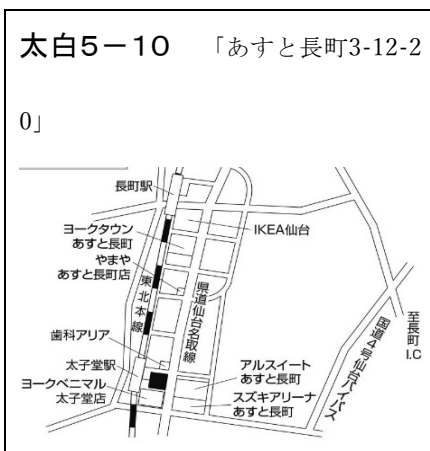 太白5－10　「あすと長町3-12-2
0」
長町駅
IKEA仙台
ヨークタウン
あすと長町
やまや
あすと長町店
東北本線
県道仙台名取線
国道4号仙台バイパス
至長町I.C
歯科アリア
太子堂駅
ヨークベニマル
太子堂店
アルスイート
あすと長町
スズキアリーナ
あすと長町